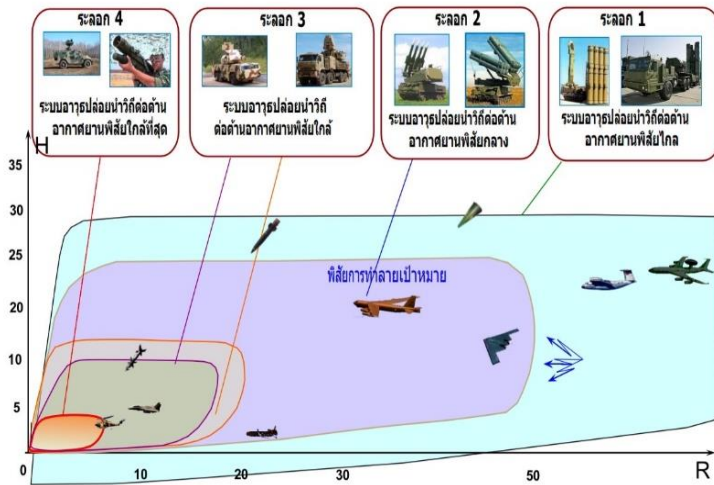 ระลอก 4
ระบบอาวุธปล่อยนำวิถีต่อต้าน
อากาศยานพิสัยใกล้ที่สุด
ระลอก 3
ระบบอาวุธปล่อยนำวิถี
ต่อต้านอากาศยานพิสัยใกล้
ระลอก 2
ระบบอาวุธปล่อยนำวิถีต่อต้าน
อากาศยานพิสัยกลาง
ระลอก 1
ระบบอาวุธปล่อยนำวิถีต่อต้าน
อากาศยานพิสัยไกล
H
35
30
25
20
10
5
พิสัยการทำลายเป้าหมาย
0
10
20
30
50
R